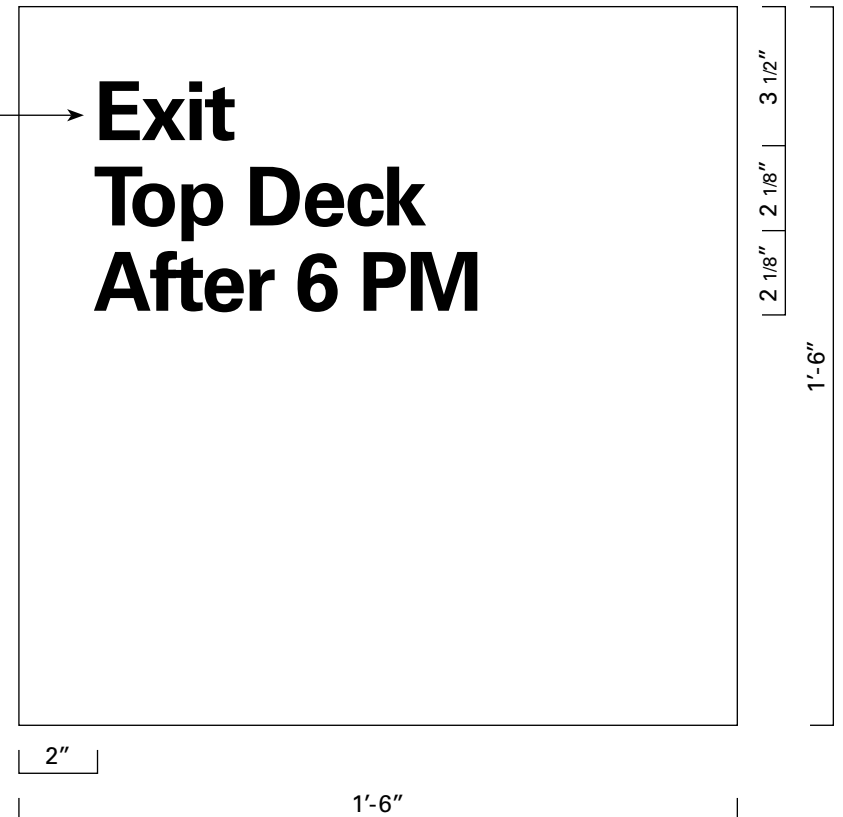 Exit
Top Deck
After 6 PM
3 1/2”
2 1/8”
2 1/8”
1’-6”
2”
1’-6”